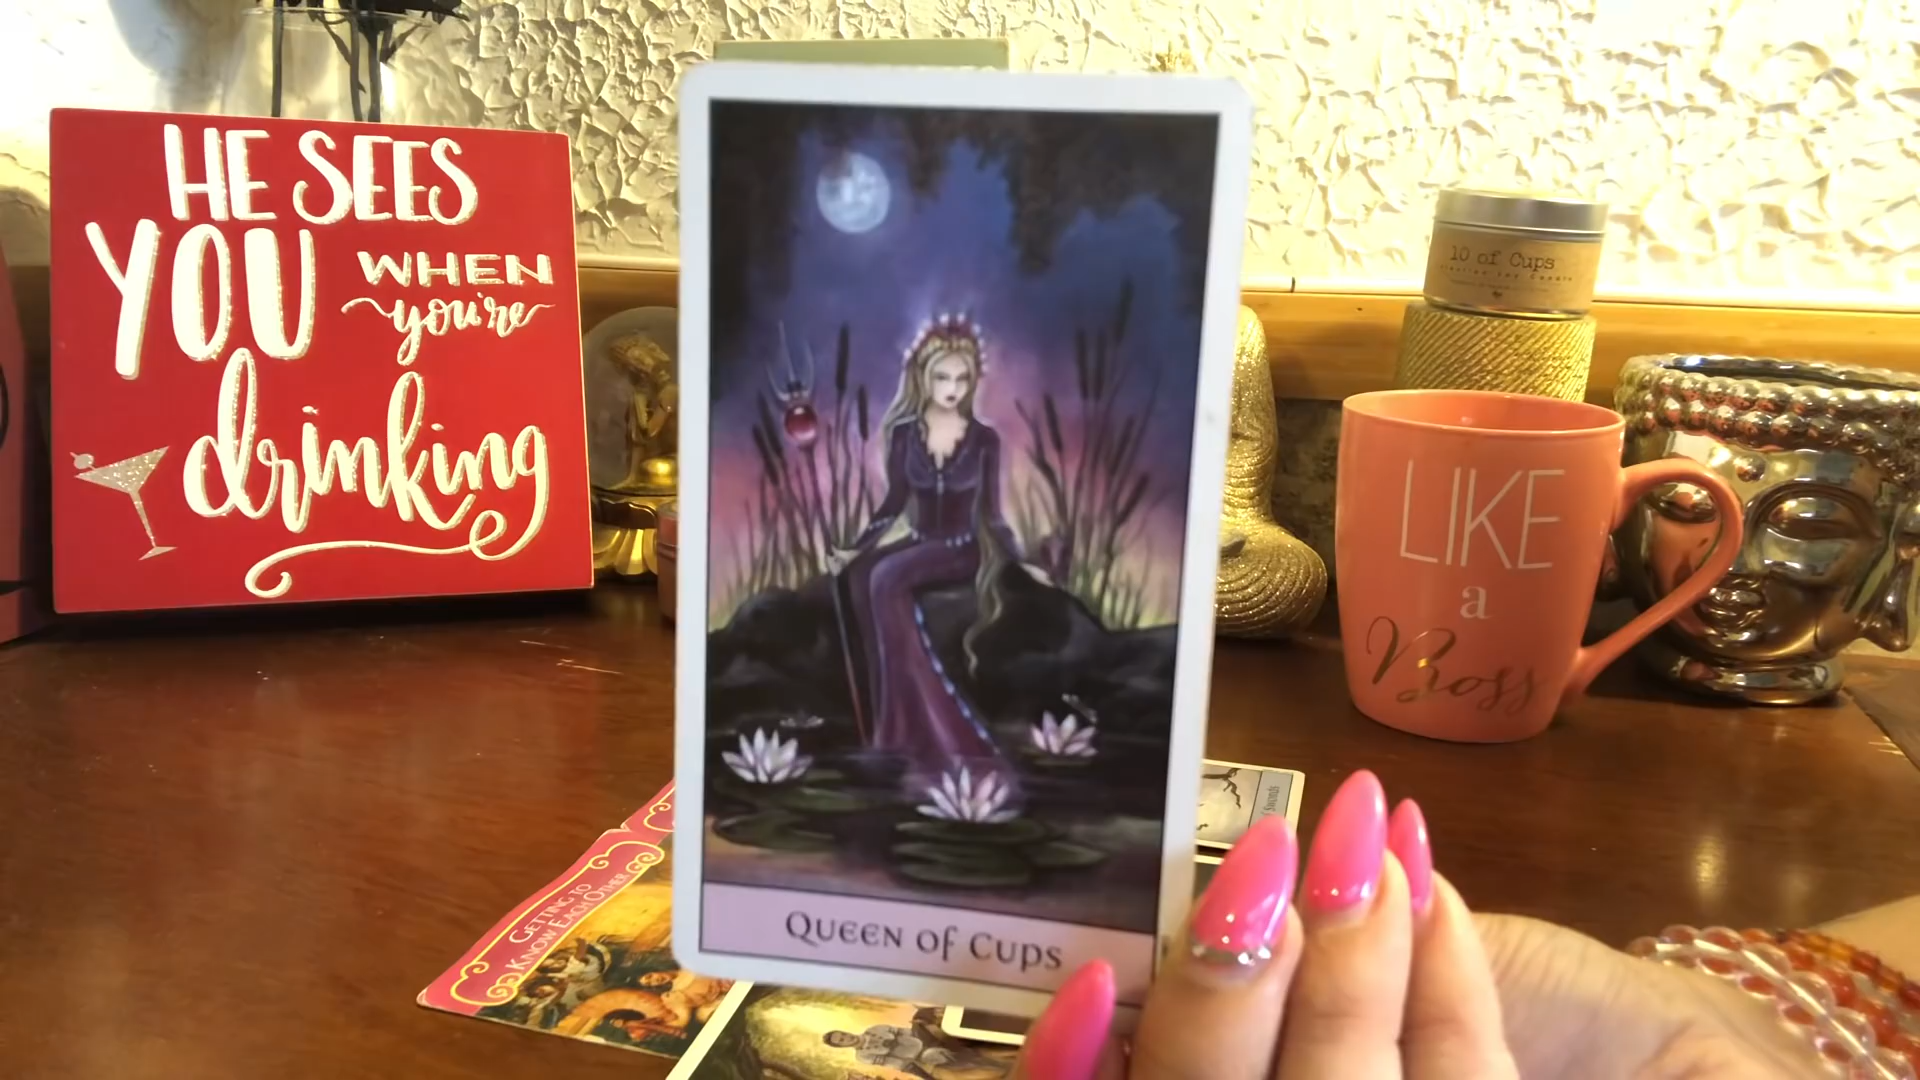 HE SEES
YOU WHEN
you're
drinking
QUEEN OF CUPS
10 of Cups
LIKE
a
Boss
GETTING TO
KNOW EACH OTHER
Swords